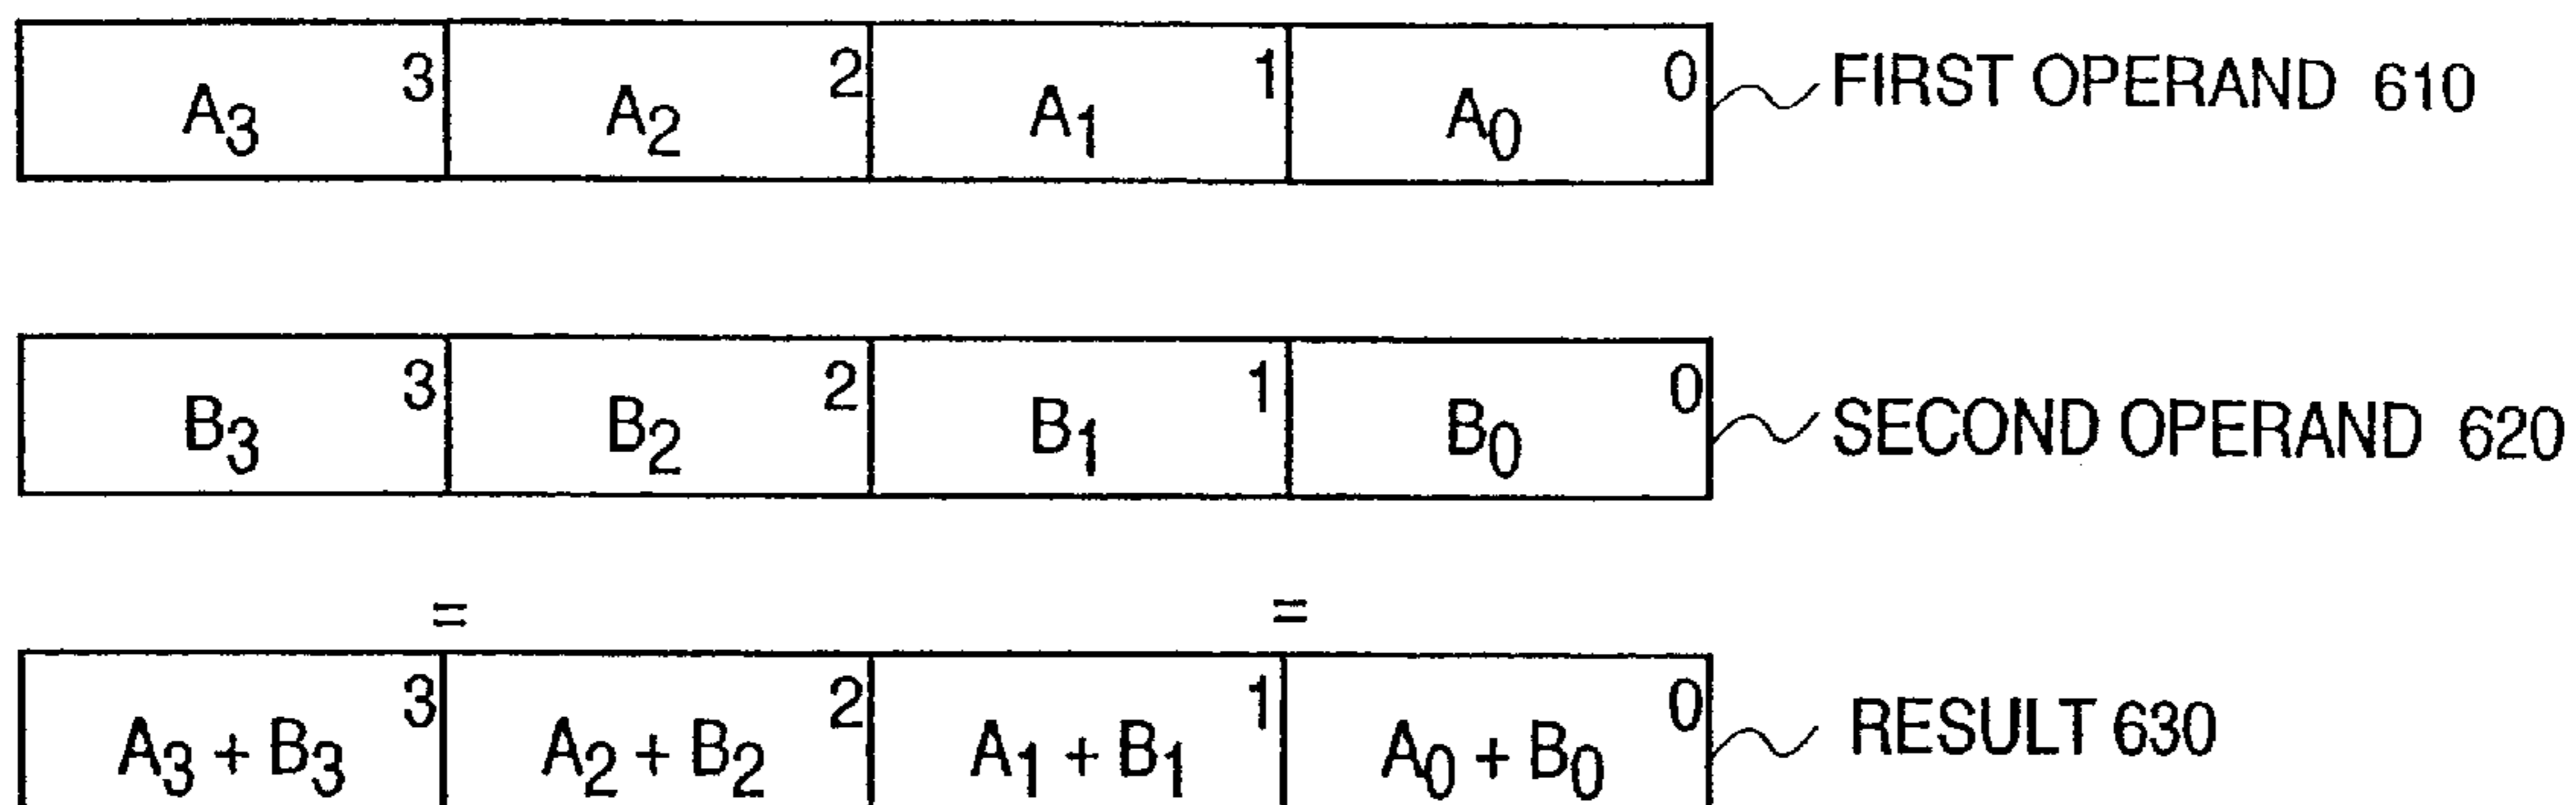 3 2 1 0
A₃ A₂ A₁ A₀ FIRST OPERAND 610
3 2 1 0
B₃ B₂ B₁ B₀ SECOND OPERAND 620
= =
3 2 1 0
A₃ + B₃ A₂ + B₂ A₁ + B₁ A₀ + B₀ RESULT 630